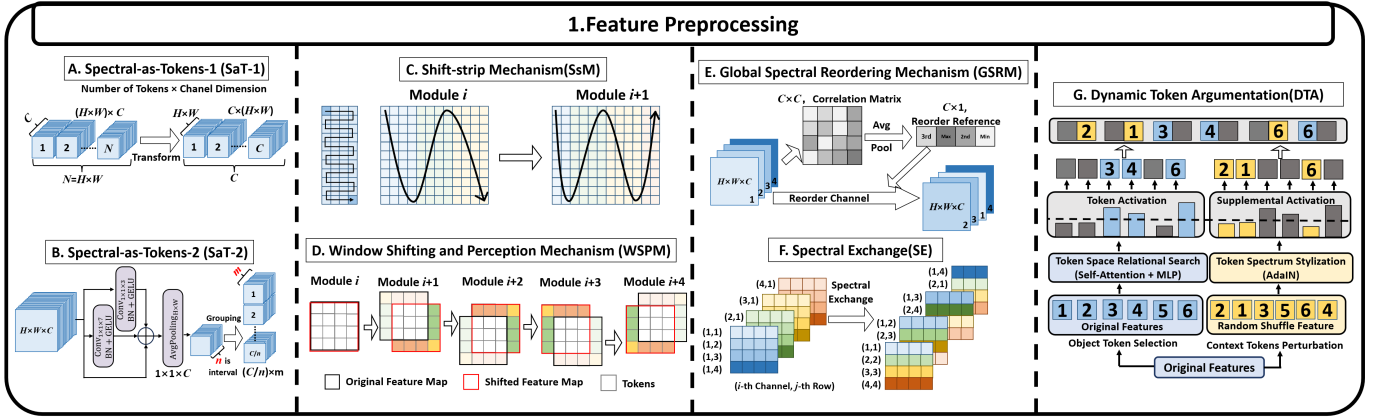 1.Feature Preprocessing
A. Spectral-as-Tokens-1 (SaT-1)
Number of Tokens × Chanel Dimension
C
(H×W)× C
H×W
C×(H×W)
1
2
N
Transform
1
2
C
N=H×W
C
B. Spectral-as-Tokens-2 (SaT-2)
H×W×C
Conv1×1×7
BN + GELU
Conv1×1×3
BN + GELU
AvgPoolingH×W
1×1×C
Grouping
n is
interval
m
1
2
C/n
(C/n)×m
C. Shift-strip Mechanism(SsM)
Module i
Module i+1
D. Window Shifting and Perception Mechanism (WSPM)
Module i
Module i+1
Module i+2
Module i+3
Module i+4
Original Feature Map
Shifted Feature Map
Tokens
E. Global Spectral Reordering Mechanism (GSRM)
C×C, Correlation Matrix
C×1,
Reorder Reference
Avg
Pool
3rd
Max
2nd
Min
H×W×C
1
2
3
4
Reorder Channel
H×W×C
2
3
1
4
F. Spectral Exchange(SE)
(4,1)
(3,1)
(2,1)
(1,1)
(1,2)
(1,3)
(1,4)
Spectral
Exchange
(1,4)
(2,1)
(1,3)
(2,4)
(1,2)
(2,3)
(1,1)
(2,2)
(3,3)
(4,4)
(i-th Channel, j-th Row)
G. Dynamic Token Argumentation(DTA)
2 1 3 4 6 6
3 4 6
2 1 6
Token Activation
Supplemental Activation
Token Space Relational Search
(Self-Attention + MLP)
Token Spectrum Stylization
(AdaIN)
1 2 3 4 5 6
Original Features
2 1 3 5 6 4
Random Shuffle Feature
Object Token Selection
Context Tokens Perturbation
Original Features